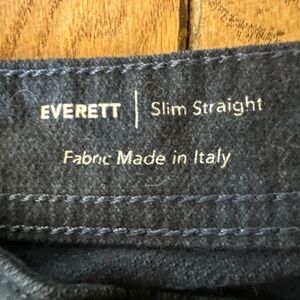 EVERETT | Slim Straight
Fabric Made in Italy